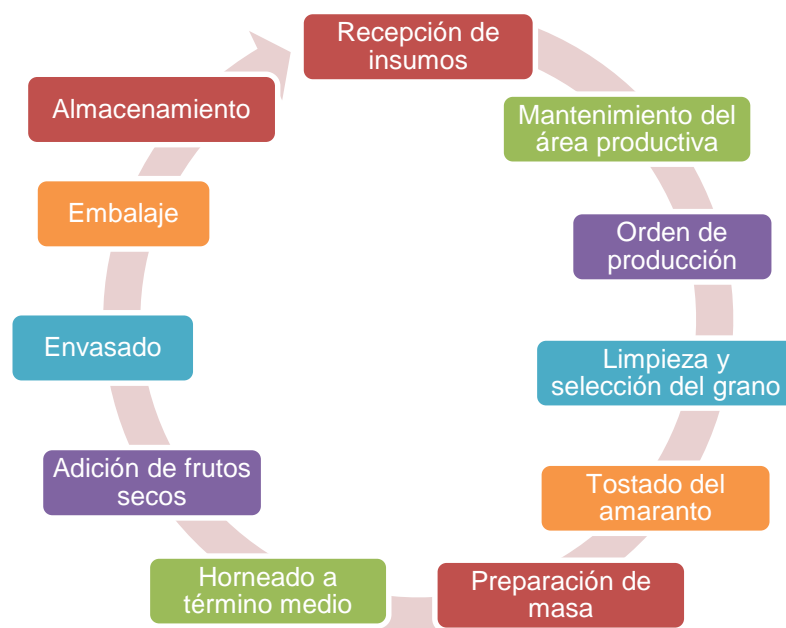 Recepción de
insumos
Mantenimiento del
área productiva
Orden de
producción
Limpieza y
selección del grano
Tostado del
amaranto
Preparación de
masa
Horneado a
término medio
Adición de frutos
secos
Envasado
Embalaje
Almacenamiento